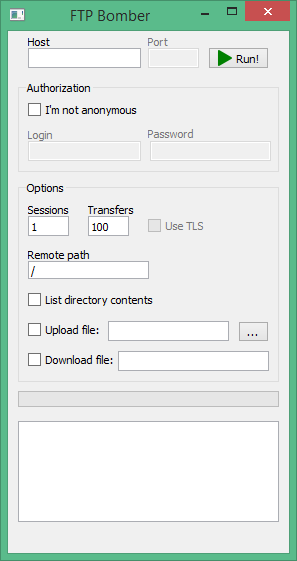 FTP Bomber
Host Port
Run!
Authorization
I'm not anonymous
Login Password
Options
Sessions Transfers
1 100 Use TLS
Remote path
/
List directory contents
Upload file: ...
Download file: